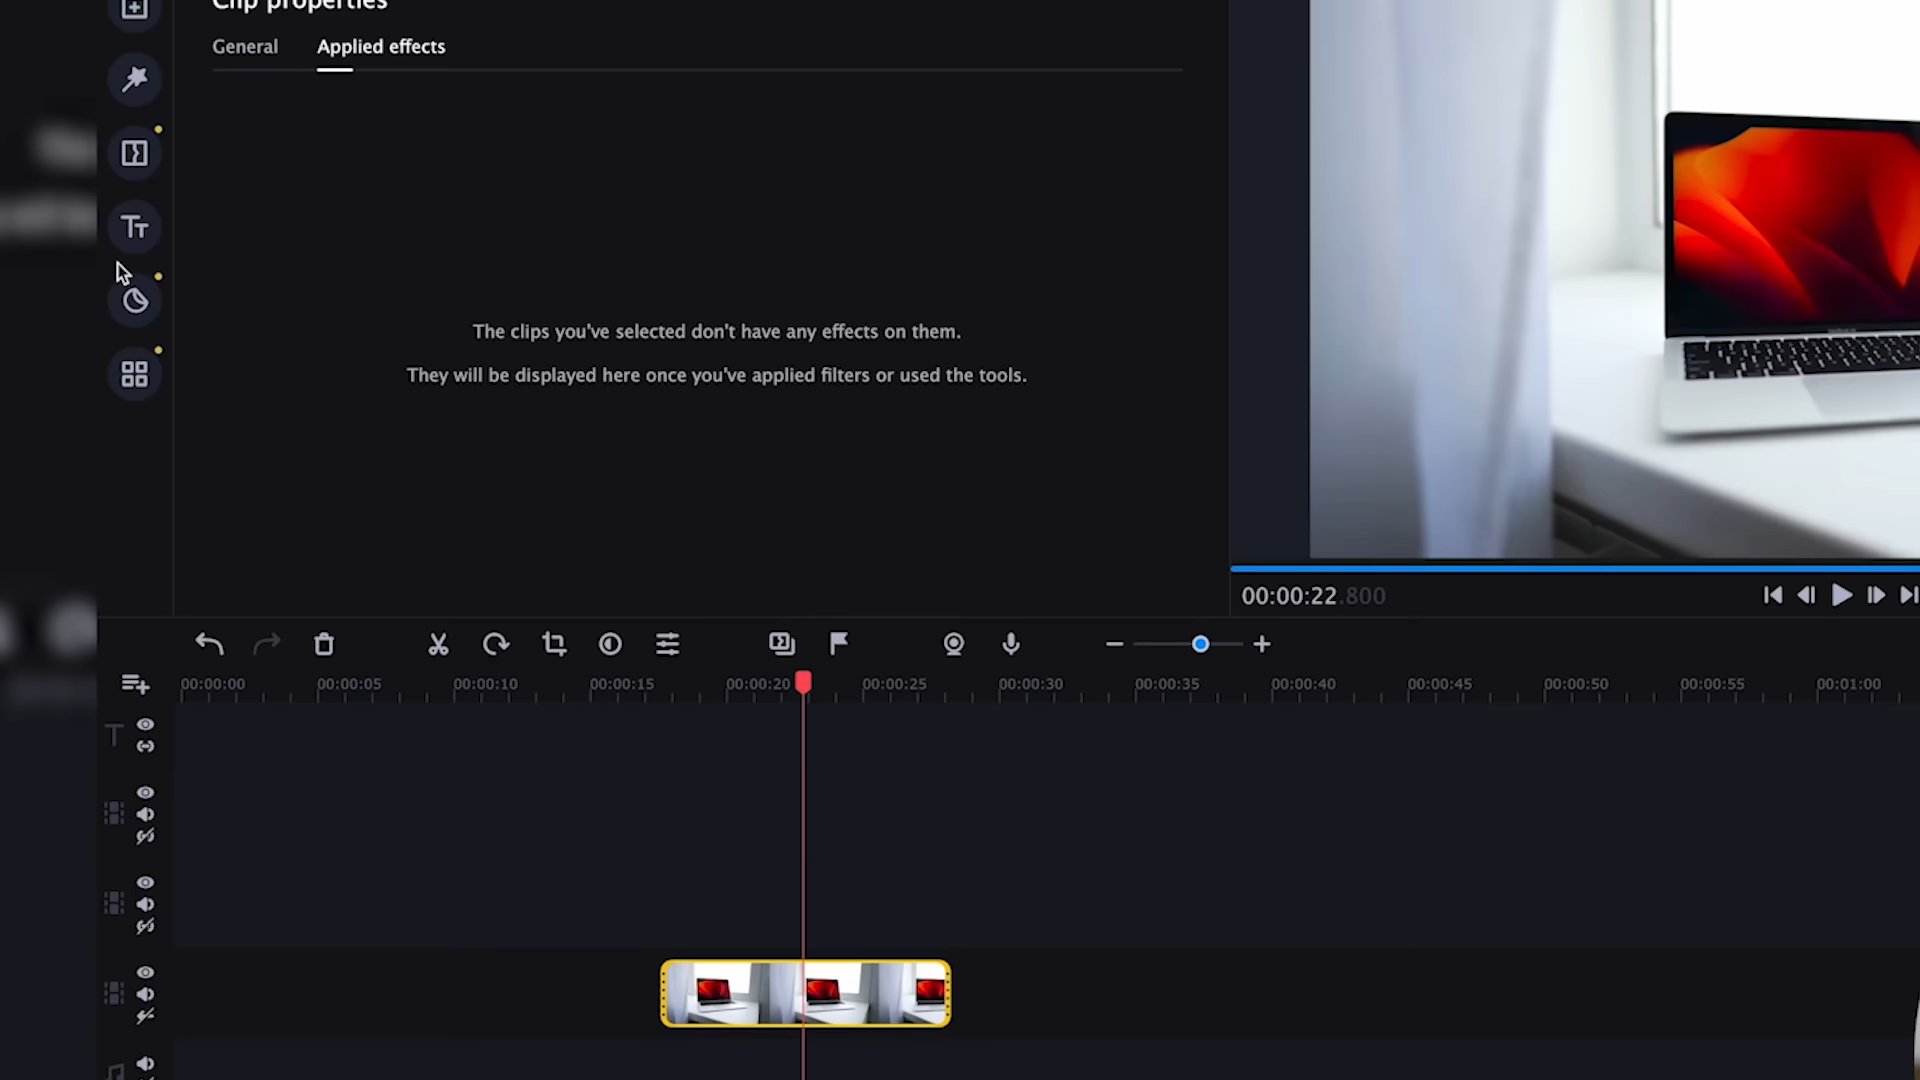 Clip properties
General Applied effects
The clips you've selected don't have any effects on them.
They will be displayed here once you've applied filters or used the tools.
00:00:22.800
00:00:00 00:00:05 00:00:10 00:00:15 00:00:20 00:00:25 00:00:30 00:00:35 00:00:40 00:00:45 00:00:50 00:00:55 00:01:00